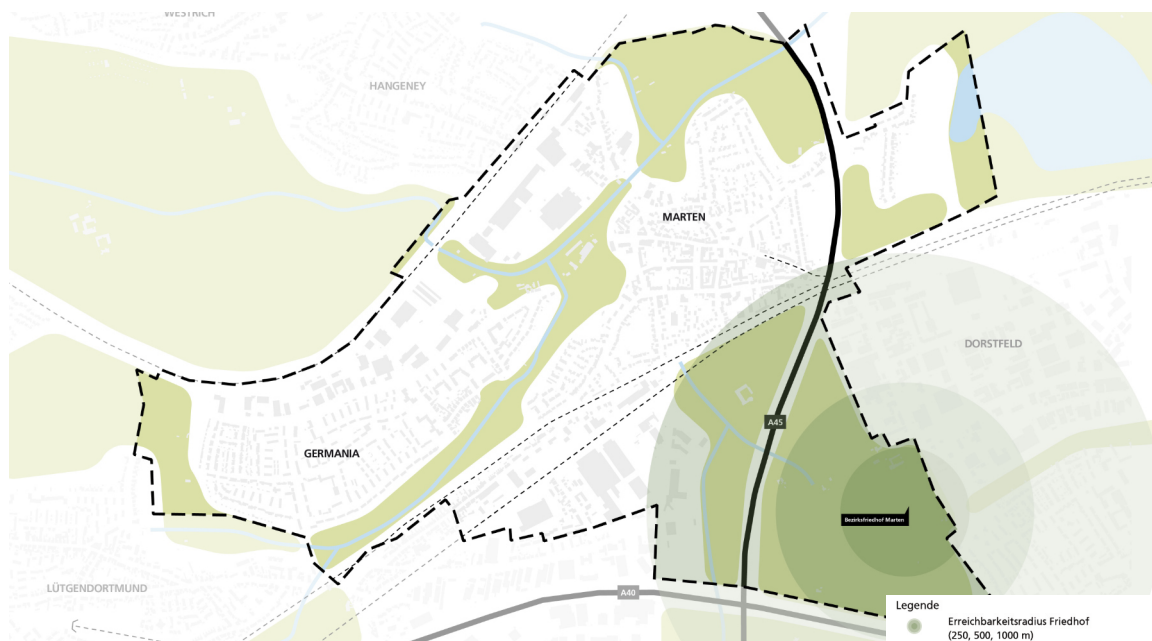 WESTRICH
HANGENEY
MARTEN
DORSTFELD
A45
GERMANIA
Bezirksfriedhof Marten
LÜTGENDORTMUND
A40
Legende
Erreichbarkeitsradius Friedhof
(250, 500, 1000 m)